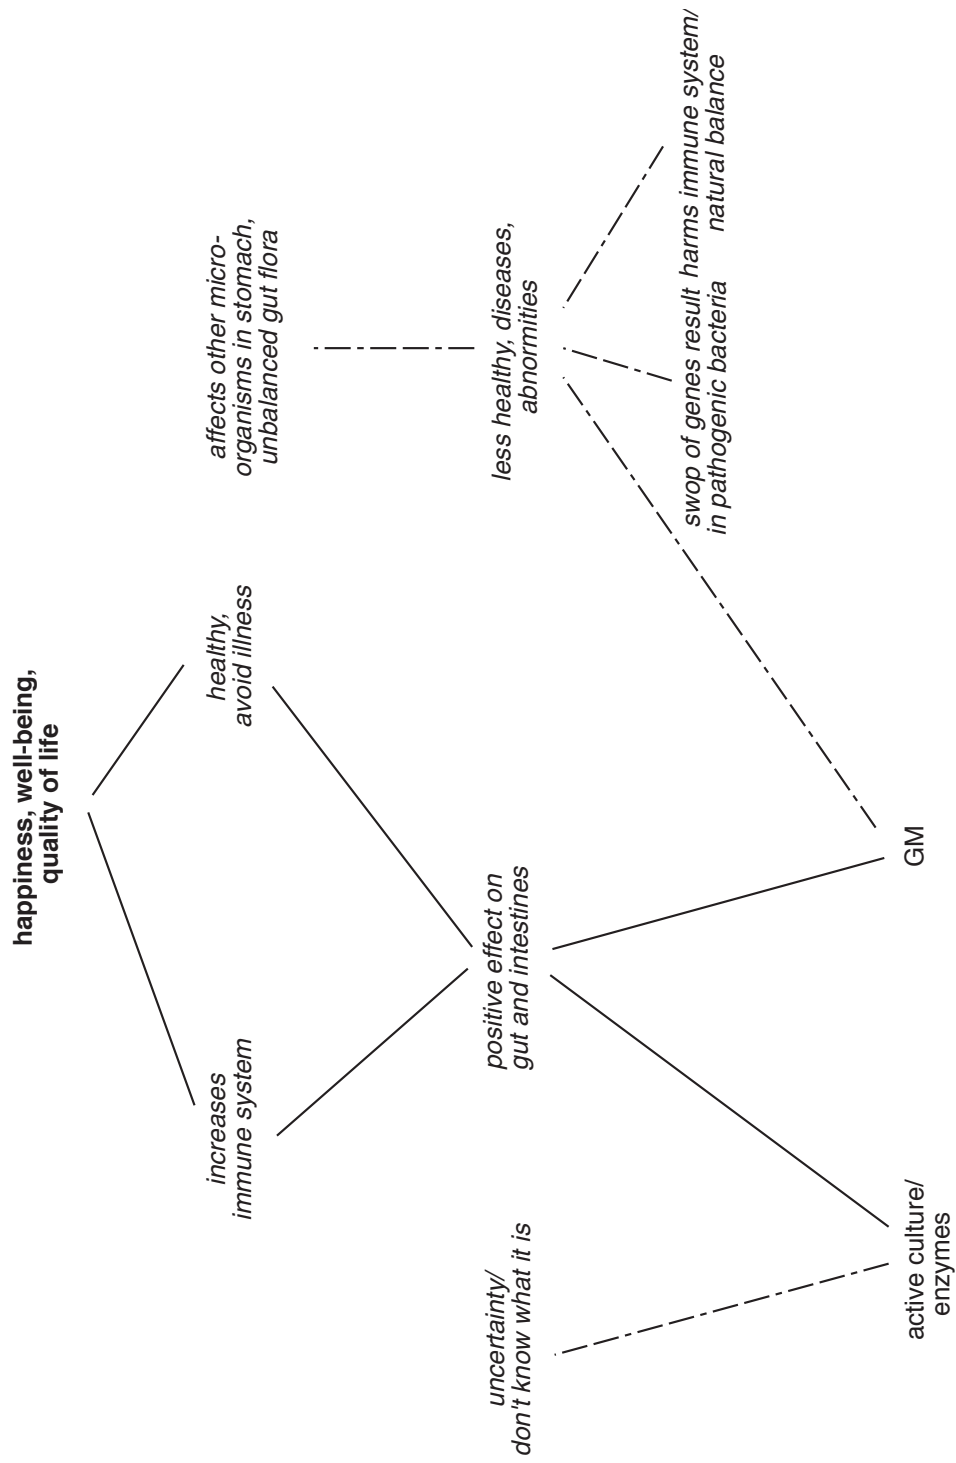 happiness, well-being,
quality of life
increases
immune system
healthy,
avoid illness
affects other micro-
organisms in stomach,
unbalanced gut flora
uncertainty/
don't know what it is
positive effect on
gut and intestines
less healthy, diseases,
abnormities
swop of genes result
in pathogenic bacteria
harms immune system/
natural balance
active culture/
enzymes
GM